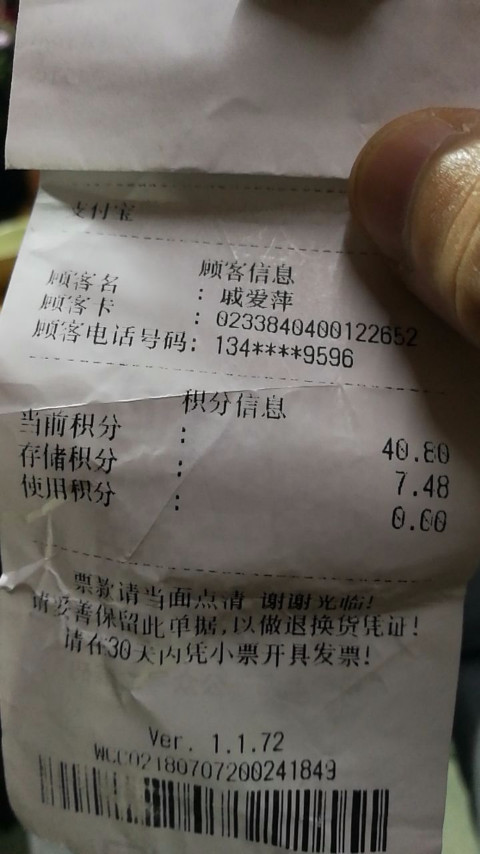 支付宝
顾客信息
顾客名 : 戚爱萍
顾客卡 : 0233840400122652
顾客电话号码: 134****9596
积分信息
当前积分 : 40.80
存储积分 : 7.48
使用积分 : 0.00
票款请当面点清 谢谢光临!
请妥善保留此单据,以做退换货凭证!
请在30天内凭小票开具发票!
Ver. 1.1.72
WCC02180707200241849